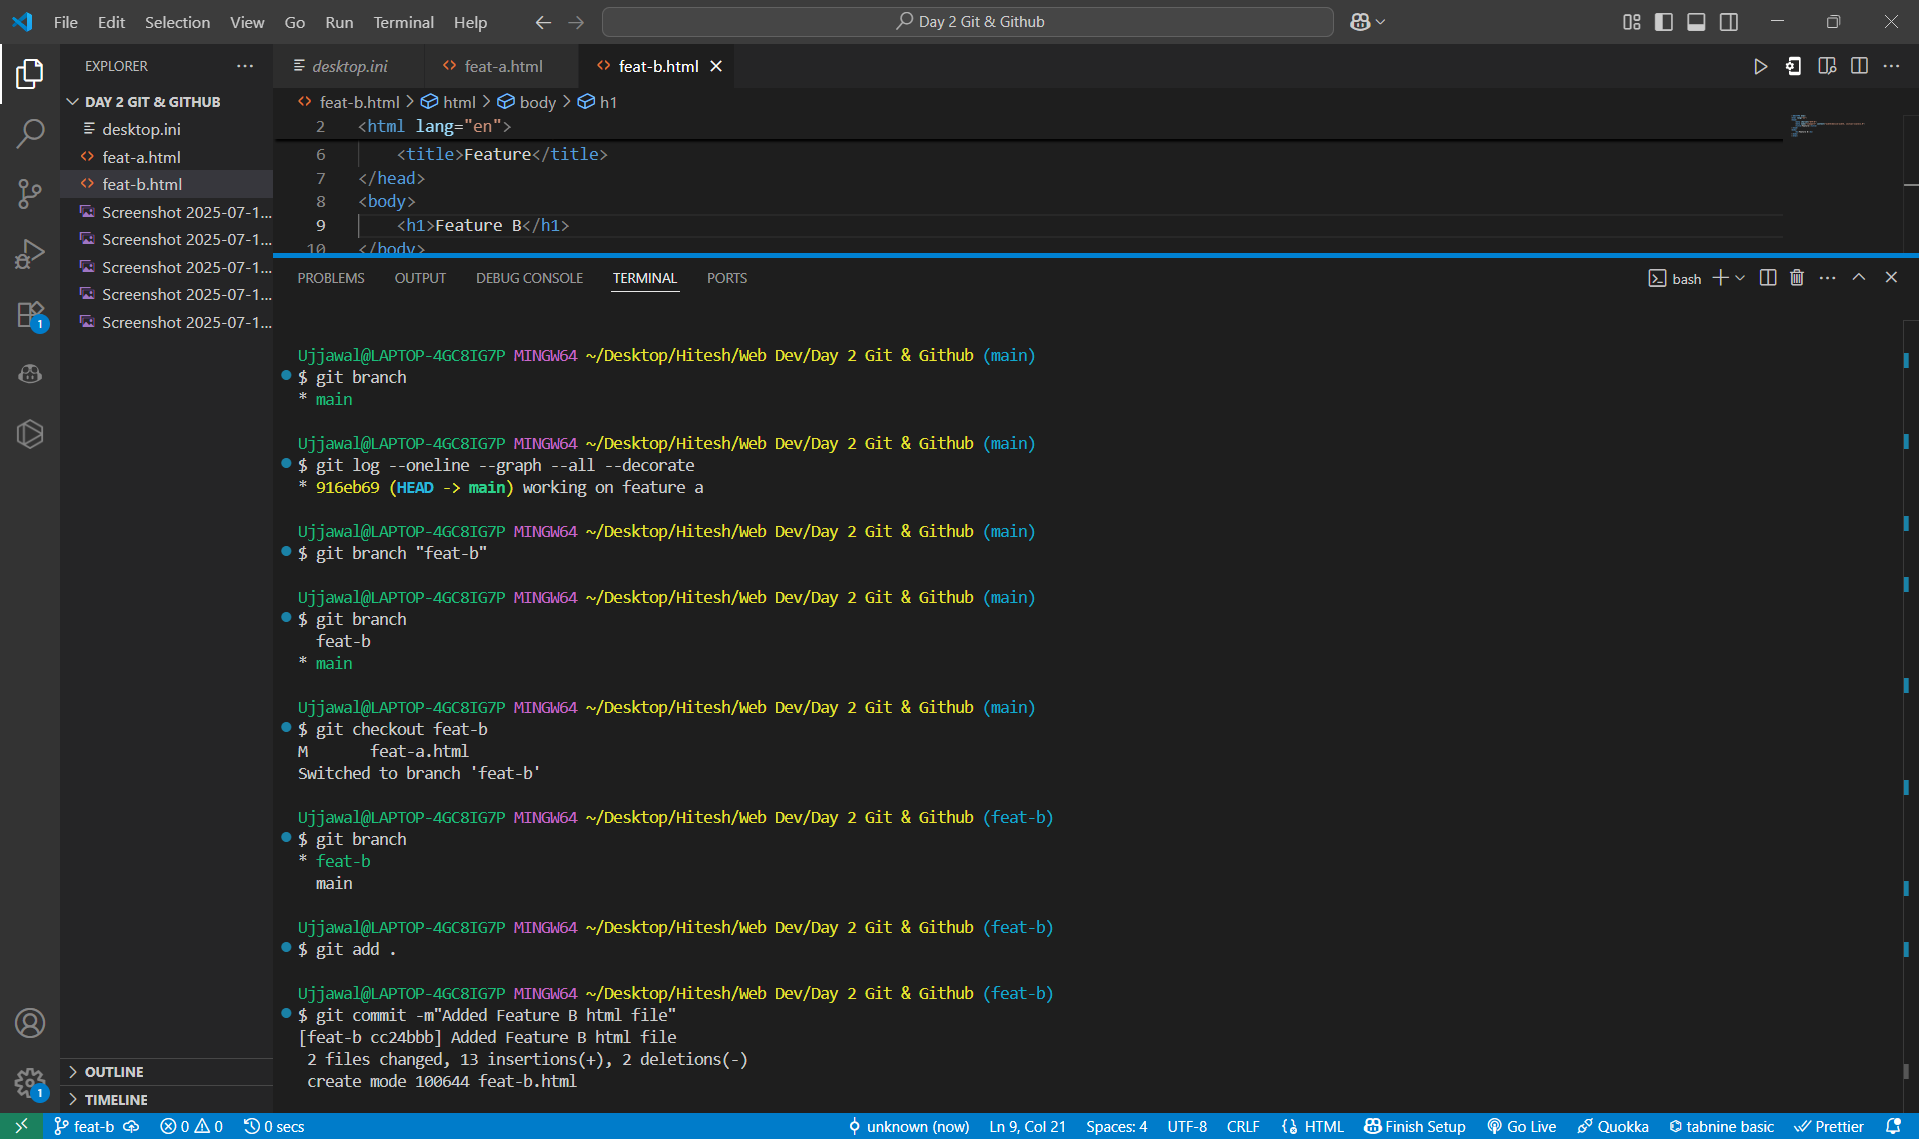 File Edit Selection View Go Run Terminal Help
Day 2 Git & Github
EXPLORER
DAY 2 GIT & GITHUB
desktop.ini
feat-a.html
feat-b.html
Screenshot 2025-07-1...
Screenshot 2025-07-1...
Screenshot 2025-07-1...
Screenshot 2025-07-1...
Screenshot 2025-07-1...
OUTLINE
TIMELINE
desktop.ini feat-a.html feat-b.html
feat-b.html > html > body > h1
2 <html lang="en">
6 <title>Feature</title>
7 </head>
8 <body>
9 <h1>Feature B</h1>
10 </body>
PROBLEMS OUTPUT DEBUG CONSOLE TERMINAL PORTS
bash
Ujjawal@LAPTOP-4GC8IG7P MINGW64 ~/Desktop/Hitesh/Web Dev/Day 2 Git & Github (main)
$ git branch
* main
Ujjawal@LAPTOP-4GC8IG7P MINGW64 ~/Desktop/Hitesh/Web Dev/Day 2 Git & Github (main)
$ git log --oneline --graph --all --decorate
* 916eb69 (HEAD -> main) working on feature a
Ujjawal@LAPTOP-4GC8IG7P MINGW64 ~/Desktop/Hitesh/Web Dev/Day 2 Git & Github (main)
$ git branch "feat-b"
Ujjawal@LAPTOP-4GC8IG7P MINGW64 ~/Desktop/Hitesh/Web Dev/Day 2 Git & Github (main)
$ git branch
feat-b
* main
Ujjawal@LAPTOP-4GC8IG7P MINGW64 ~/Desktop/Hitesh/Web Dev/Day 2 Git & Github (main)
$ git checkout feat-b
M feat-a.html
Switched to branch 'feat-b'
Ujjawal@LAPTOP-4GC8IG7P MINGW64 ~/Desktop/Hitesh/Web Dev/Day 2 Git & Github (feat-b)
$ git branch
* feat-b
main
Ujjawal@LAPTOP-4GC8IG7P MINGW64 ~/Desktop/Hitesh/Web Dev/Day 2 Git & Github (feat-b)
$ git add .
Ujjawal@LAPTOP-4GC8IG7P MINGW64 ~/Desktop/Hitesh/Web Dev/Day 2 Git & Github (feat-b)
$ git commit -m"Added Feature B html file"
[feat-b cc24bbb] Added Feature B html file
2 files changed, 13 insertions(+), 2 deletions(-)
create mode 100644 feat-b.html
1
1
feat-b 0 0 0 secs unknown (now) Ln 9, Col 21 Spaces: 4 UTF-8 CRLF HTML Finish Setup Go Live Quokka tabnine basic Prettier